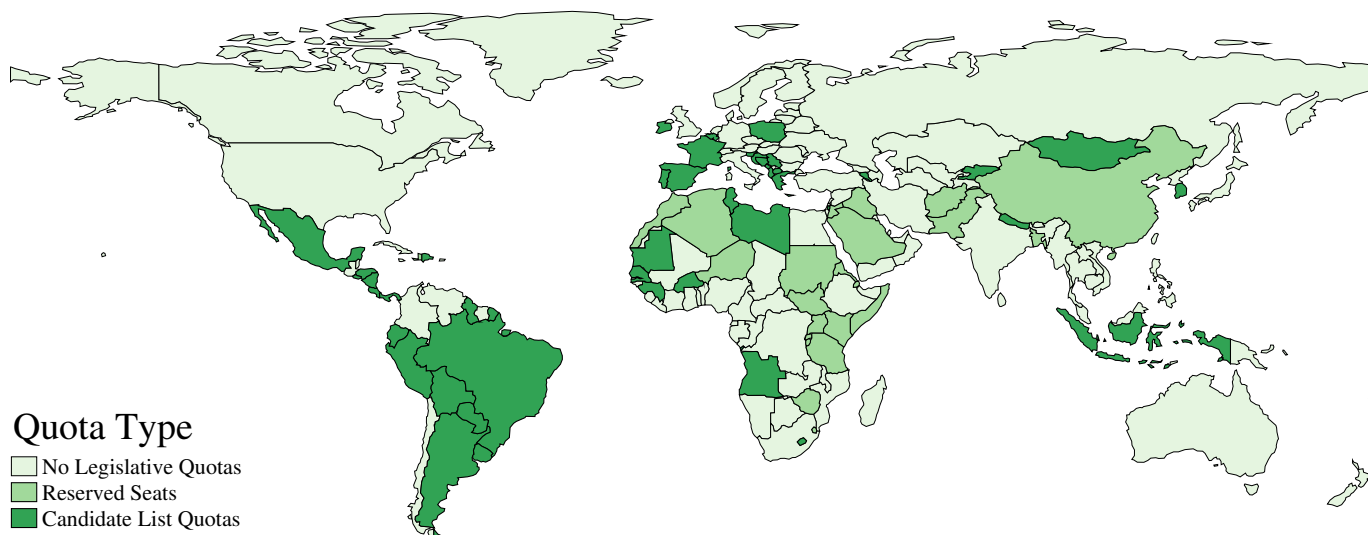 Quota Type
No Legislative Quotas
Reserved Seats
Candidate List Quotas